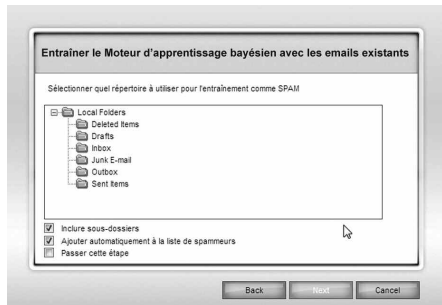 Entraîner le Moteur d'apprentissage bayésien avec les emails existants
Sélectionner quel répertoire à utiliser pour l'entraînement comme SPAM
Local Folders
Deleted Items
Drafts
Inbox
Junk E-mail
Outbox
Sent Items
Inclure sous-dossiers
Ajouter automatiquement à la liste de spammeurs
Passer cette étape
Back
Next
Cancel